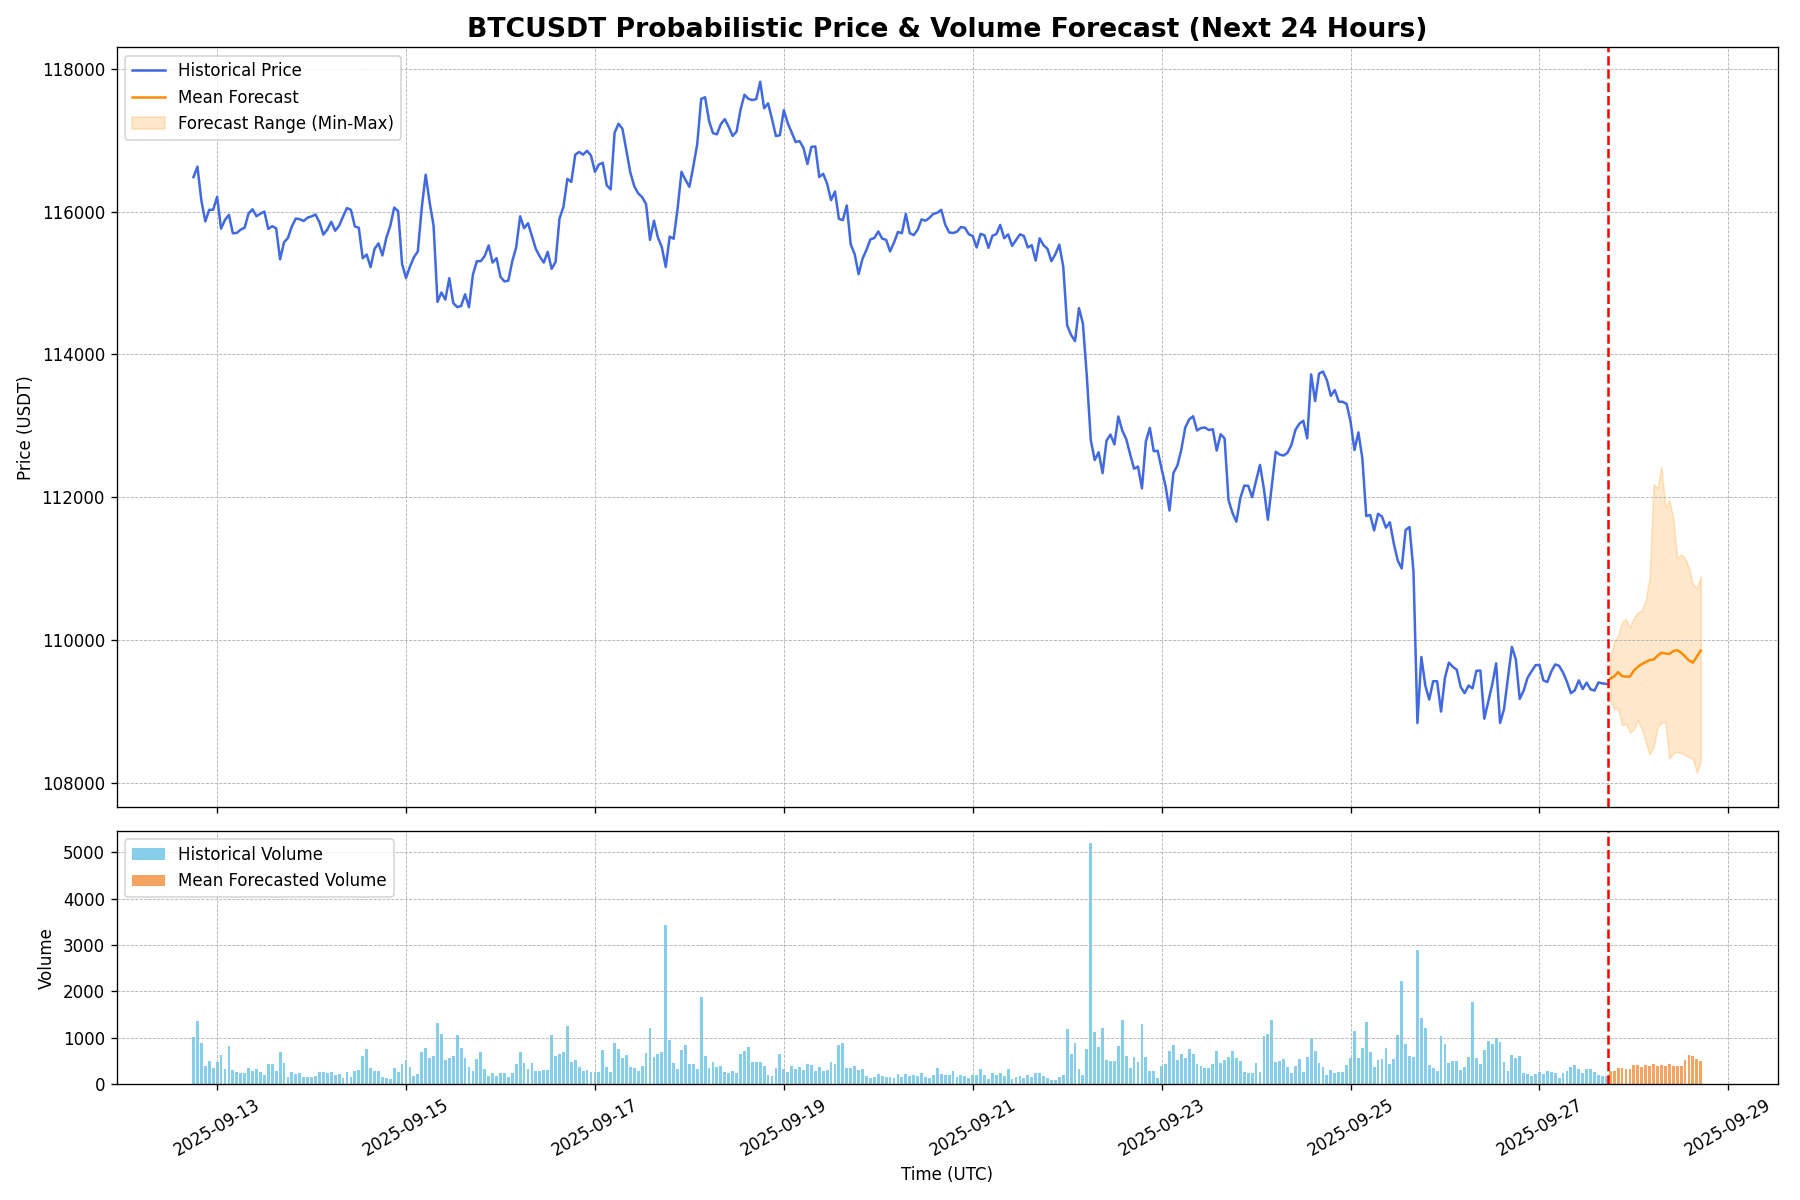 BTCUSDT Probabilistic Price & Volume Forecast (Next 24 Hours)
Historical Price
Mean Forecast
Forecast Range (Min-Max)
Price (USDT)
118000
116000
114000
112000
110000
108000
Historical Volume
Mean Forecasted Volume
Volume
5000
4000
3000
2000
1000
0
2025-09-13
2025-09-15
2025-09-17
2025-09-19
2025-09-21
2025-09-23
2025-09-25
2025-09-27
2025-09-29
Time (UTC)